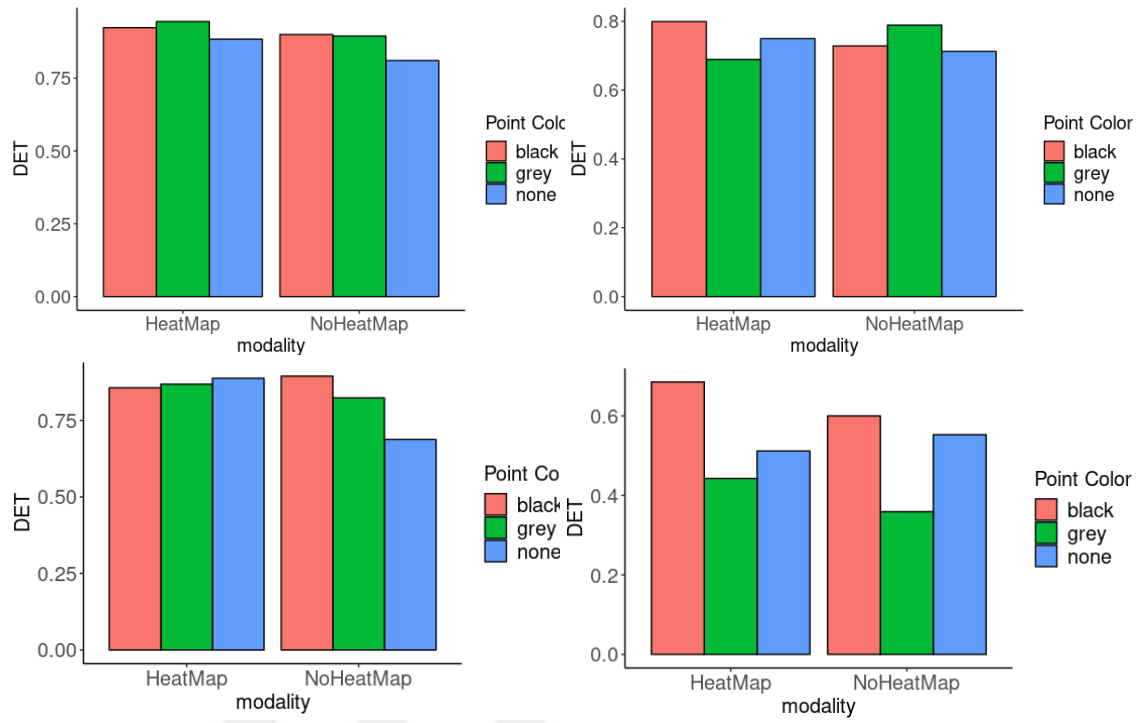 DET
0.75
0.50
0.25
0.00
HeatMap
NoHeatMap
modality
Point Colo
black
grey
none
DET
0.8
0.6
0.4
0.2
0.0
HeatMap
NoHeatMap
modality
Point Color
black
grey
none
DET
0.75
0.50
0.25
0.00
HeatMap
NoHeatMap
modality
Point Co
black
grey
none
DET
0.6
0.4
0.2
0.0
HeatMap
NoHeatMap
modality
Point Color
black
grey
none